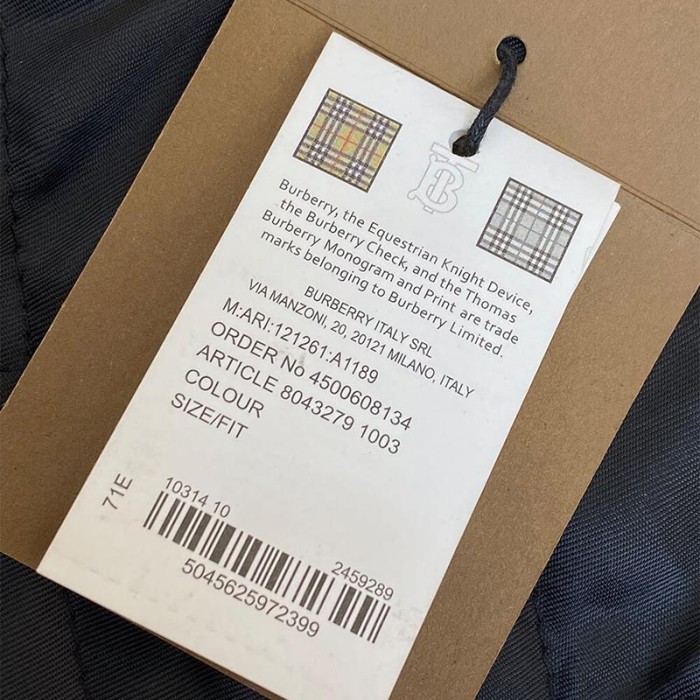 TB
Burberry, the Equestrian Knight Device,
the Burberry Check, and the Thomas
Burberry Monogram and Print are trade
marks belonging to Burberry Limited.
BURBERRY ITALY SRL
VIA MANZONI, 20, 20121 MILANO, ITALY
M:ARI:121261:A1189
ORDER No 4500608134
ARTICLE 8043279 1003
COLOUR
SIZE/FIT
71E
10314 10
2459289
5045625972399